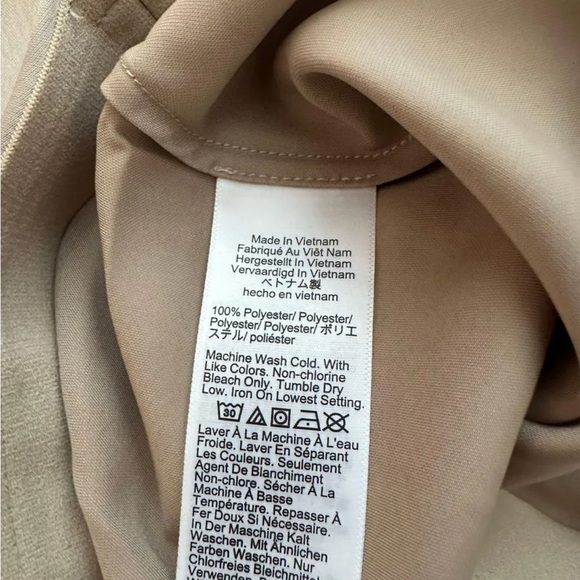 Made In Vietnam
Fabriqué Au Viêt Nam
Hergestellt In Vietnam
Vervaardigd In Vietnam
ベトナム製
hecho en vietnam
100% Polyester/ Polyester/
Polyester/ Polyester/ ポリエ
ステル/ poliéster
Machine Wash Cold. With
Like Colors. Non-chlorine
Bleach Only. Tumble Dry
Low. Iron On Lowest Setting.
30
Laver À La Machine À L'eau
Froide. Laver En Séparant
Les Couleurs. Seulement
Agent De Blanchiment
Non-chlore. Sécher À La
Machine À Basse
Température. Repasser À
Fer Doux Si Nécessaire.
In Der Maschine Kalt
Waschen. Mit Ähnlichen
Farben Waschen. Nur
Chlorfreies Bleichmittel